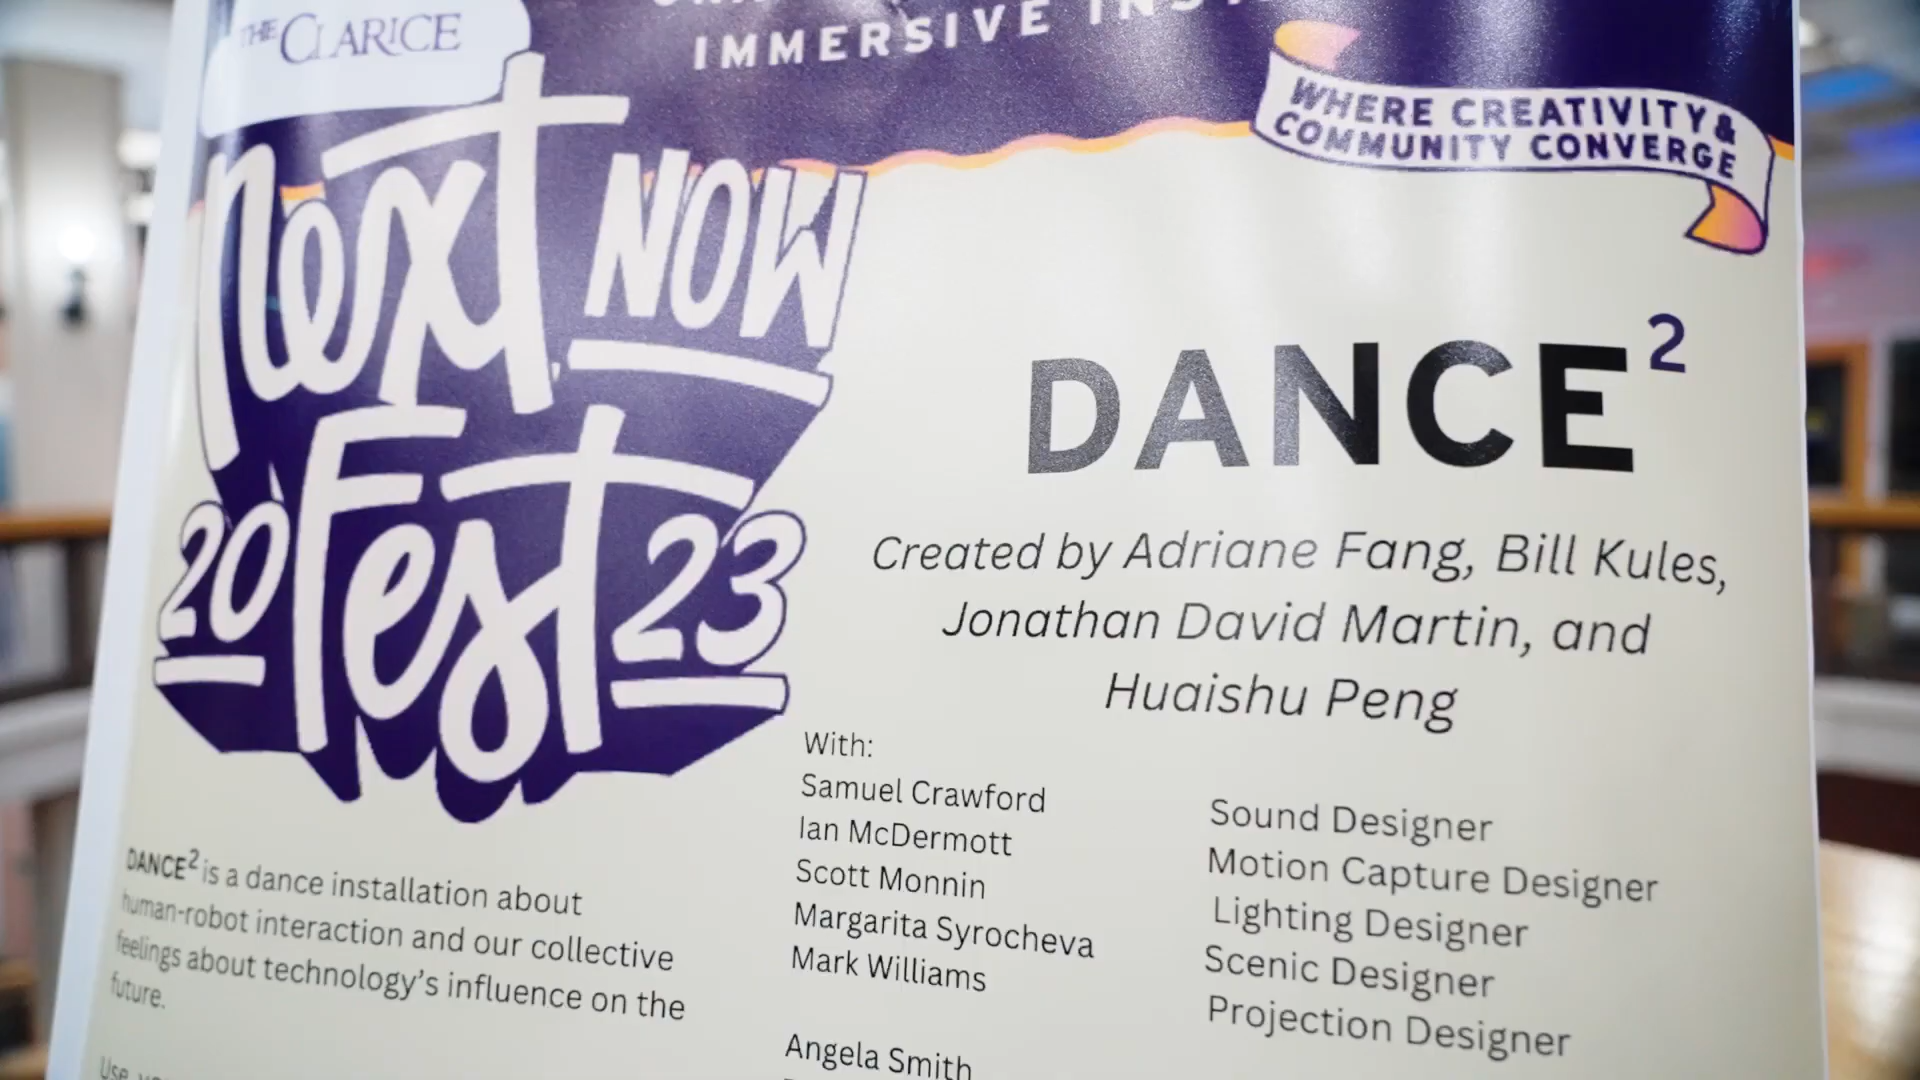 THE CLARICE
IMMERSIVE
WHERE CREATIVITY &
COMMUNITY CONVERGE
Next NOW
Fest
2023
DANCE²
Created by Adriane Fang, Bill Kules,
Jonathan David Martin, and
Huaishu Peng
With:
Samuel Crawford Sound Designer
Ian McDermott Motion Capture Designer
Scott Monnin Lighting Designer
Margarita Syrocheva Scenic Designer
Mark Williams Projection Designer
Angela Smith
DANCE² is a dance installation about
human-robot interaction and our collective
feelings about technology's influence on the
future.
Use